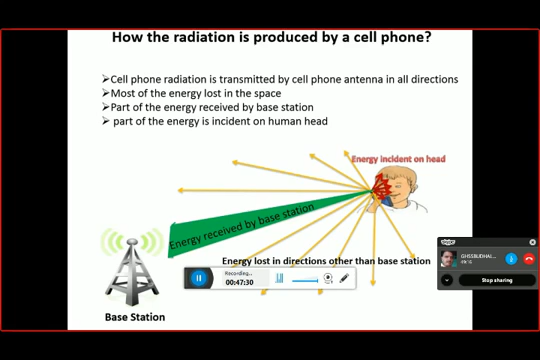 How the radiation is produced by a cell phone?
➢Cell phone radiation is transmitted by cell phone antenna in all directions
➢Most of the energy lost in the space
➢Part of the energy received by base station
➢ part of the energy is incident on human head
Energy incident on head
Energy received by base station
Energy lost in directions other than base station
Base Station
Recording...
00:47:30
skype
Stop sharing